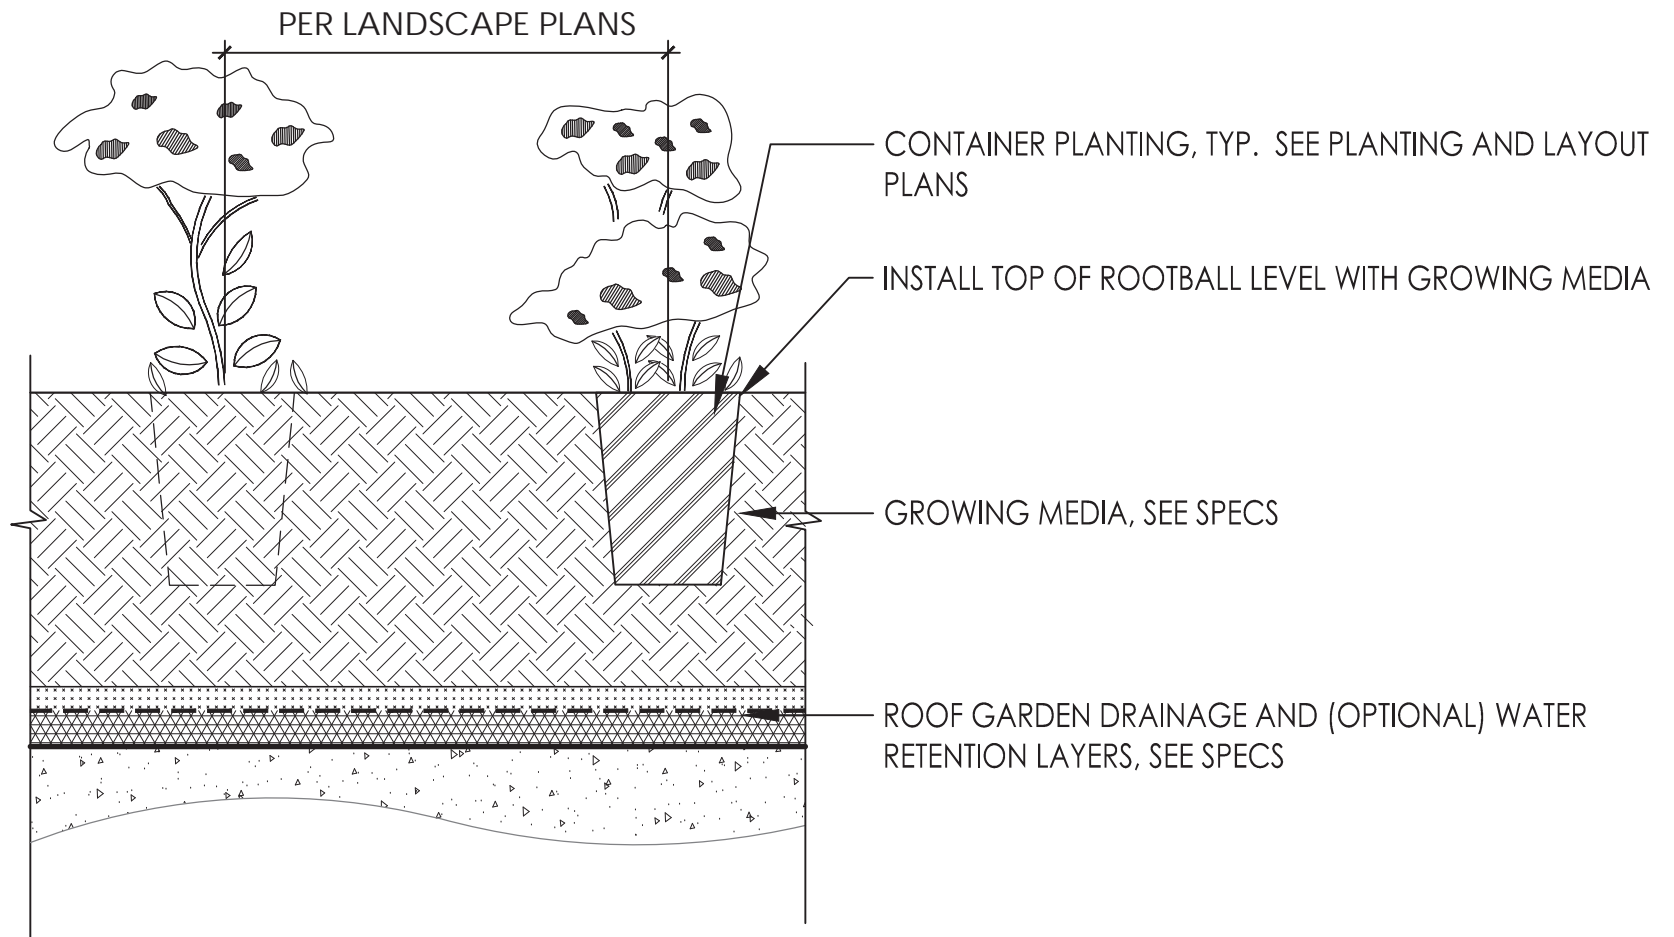 PER LANDSCAPE PLANS
CONTAINER PLANTING, TYP.  SEE PLANTING AND LAYOUT
PLANS
INSTALL TOP OF ROOTBALL LEVEL WITH GROWING MEDIA
GROWING MEDIA, SEE SPECS
ROOF GARDEN DRAINAGE AND (OPTIONAL) WATER
RETENTION LAYERS, SEE SPECS